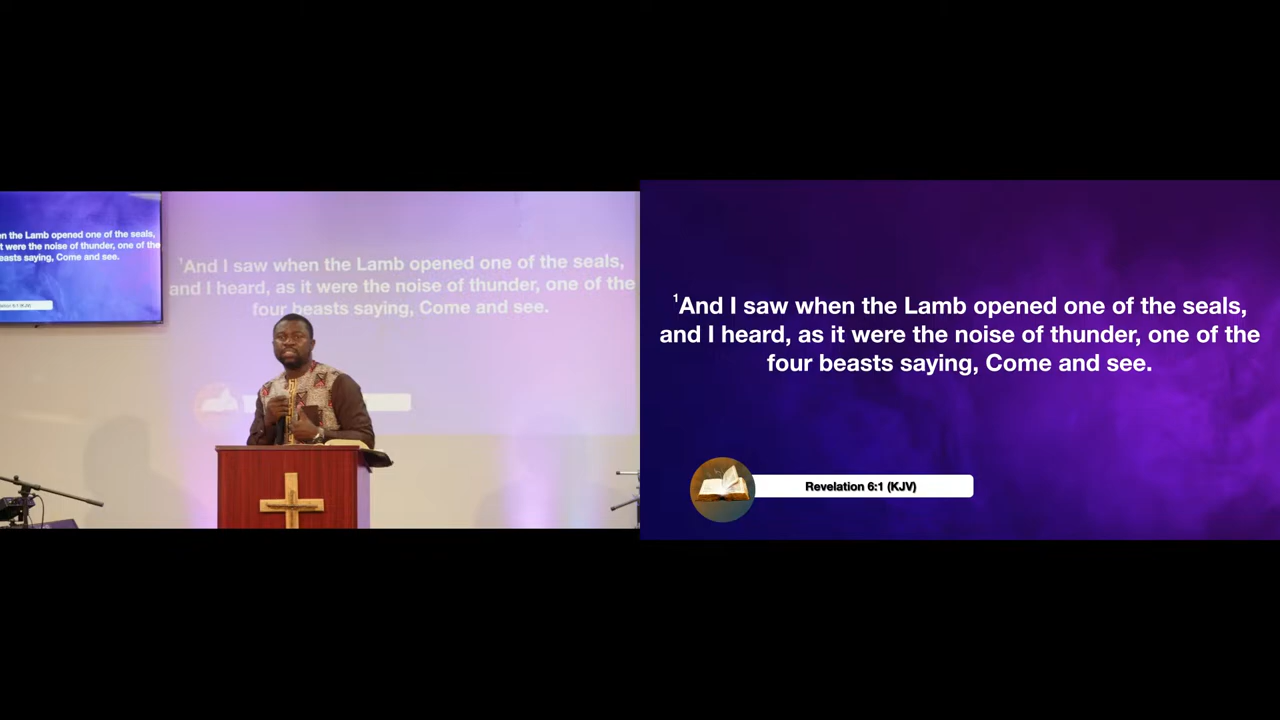 en the Lamb opened one of the seals,
t were the noise of thunder, one of the
easts saying, Come and see.
¹And I saw when the Lamb opened one of the seals,
and I heard, as it were the noise of thunder, one of the
four beasts saying, Come and see.
¹And I saw when the Lamb opened one of the seals,
and I heard, as it were the noise of thunder, one of the
four beasts saying, Come and see.
Revelation 6:1 (KJV)